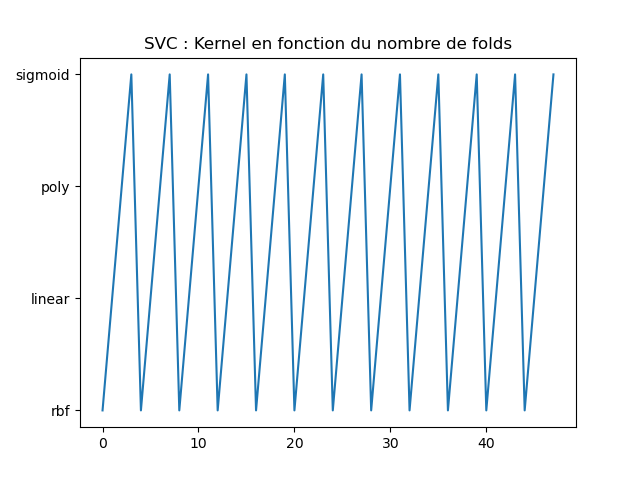 SVC : Kernel en fonction du nombre de folds
sigmoid
poly
linear
rbf
0 10 20 30 40